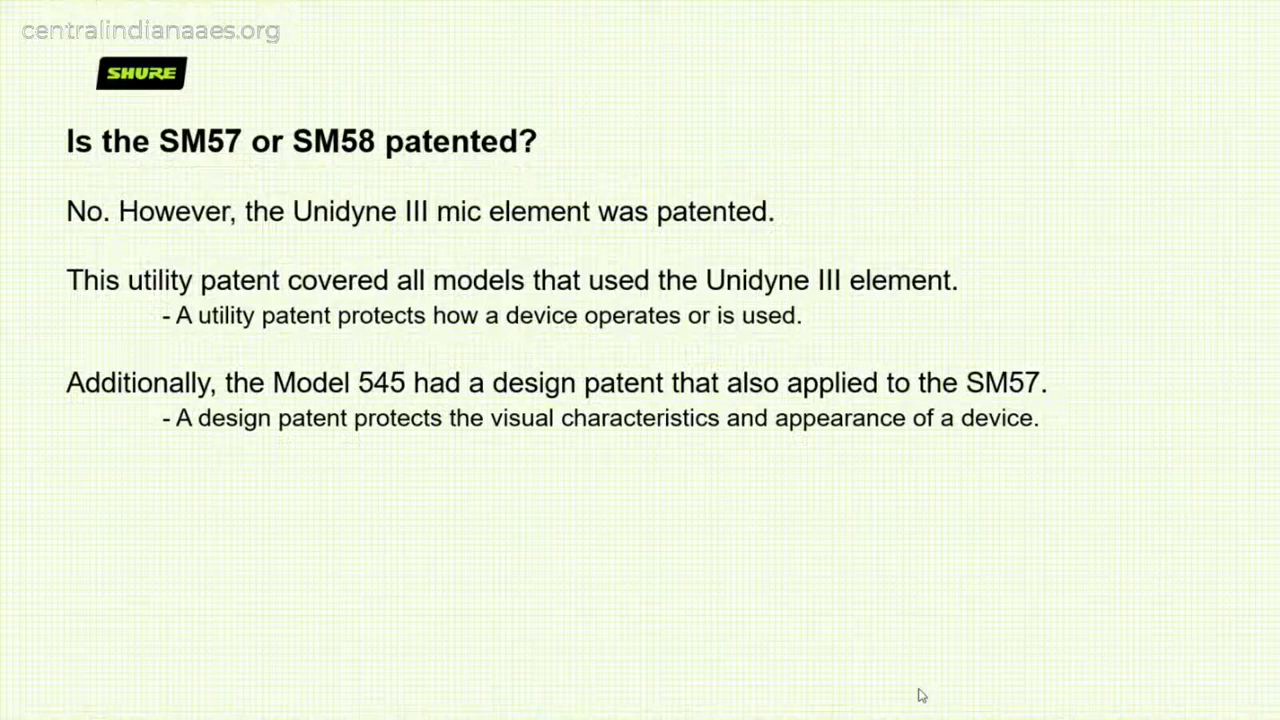 centralindianaaes.org
SHURE
Is the SM57 or SM58 patented?
No. However, the Unidyne III mic element was patented.
This utility patent covered all models that used the Unidyne III element.
- A utility patent protects how a device operates or is used.
Additionally, the Model 545 had a design patent that also applied to the SM57.
- A design patent protects the visual characteristics and appearance of a device.